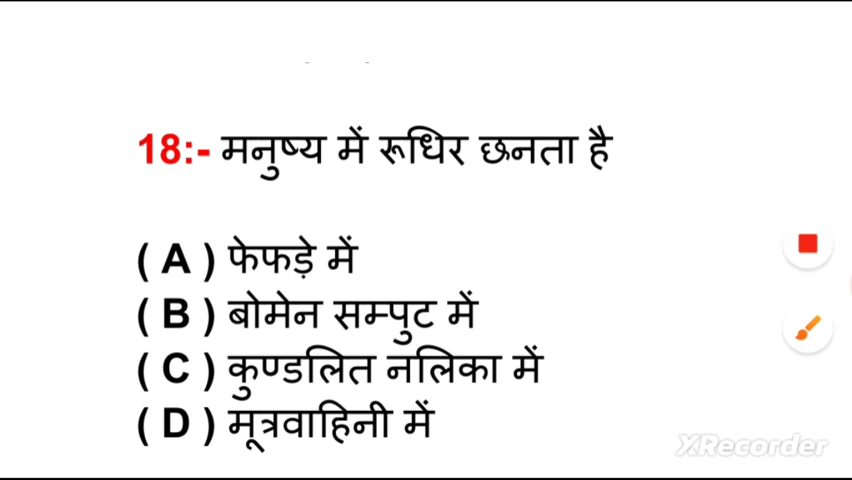 18:- मनुष्य में रूधिर छनता है
( A ) फेफड़े में
( B ) बोमेन सम्पुट में
( C ) कुण्डलित नलिका में
( D ) मूत्रवाहिनी में
XRecorder